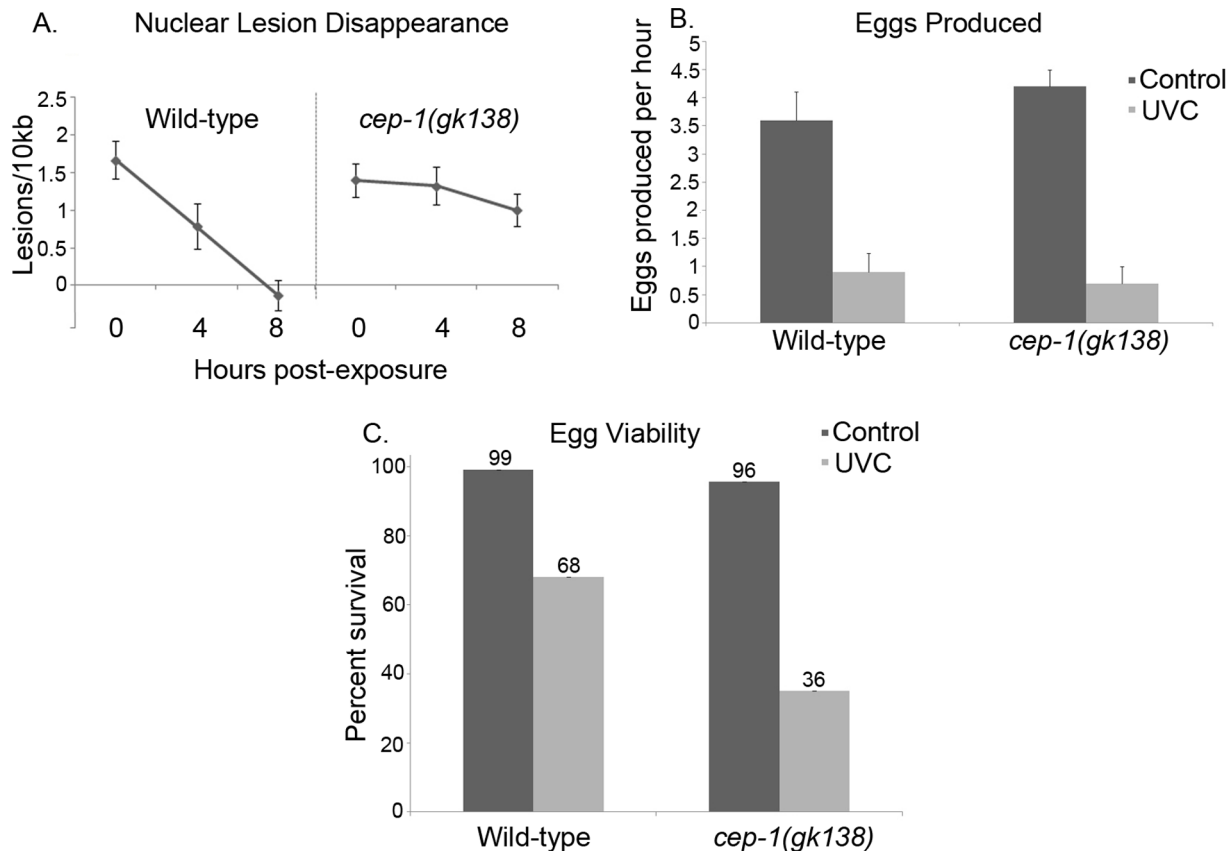 A.
Nuclear Lesion Disappearance
Lesions/10kb
2.5
2
1.5
1
0.5
0
Wild-type
cep-1(gk138)
0 4 8 0 4 8
Hours post-exposure
B.
Eggs Produced
Eggs produced per hour
5
4.5
4
3.5
3
2.5
2
1.5
1
0.5
0
Control
UVC
Wild-type
cep-1(gk138)
C.
Egg Viability
Control
UVC
Percent survival
100
80
60
40
20
0
99
68
96
36
Wild-type
cep-1(gk138)